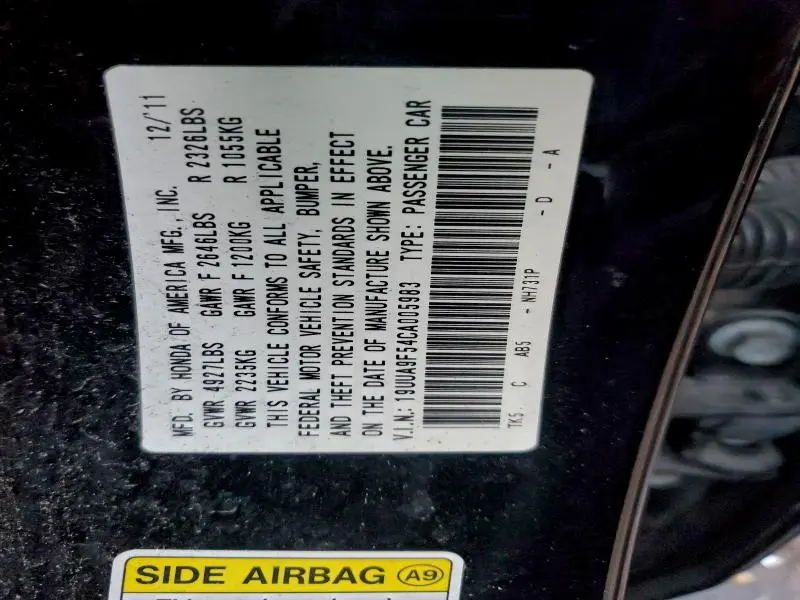 MFD. BY HONDA OF AMERICA MFG., INC. 12/'11
GVWR 4927LBS GAWR F 2646LBS R 2326LBS
GVWR 2235KG GAWR F 1200KG R 1055KG
THIS VEHICLE CONFORMS TO ALL APPLICABLE
FEDERAL MOTOR VEHICLE SAFETY, BUMPER,
AND THEFT PREVENTION STANDARDS IN EFFECT
ON THE DATE OF MANUFACTURE SHOWN ABOVE.
V.I.N: 19UUA9F54CA005983 TYPE: PASSENGER CAR
TK5. C AB5 - NH731P - D - A
SIDE AIRBAG A9